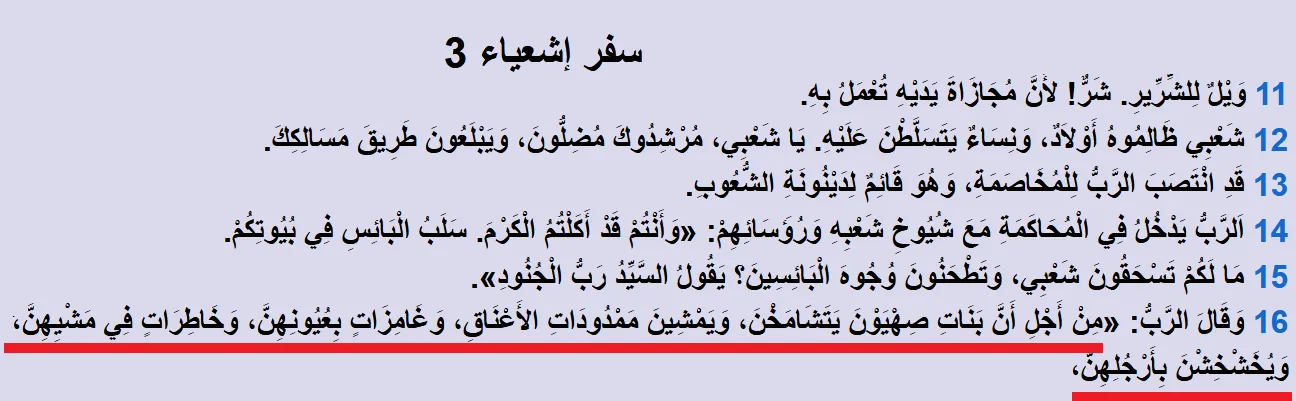 سفر إشعياء 3
11 وَيْلٌ لِلشِّرِّيرِ. شَرٌّ! لأَنَّ مُجَازَاةَ يَدَيْهِ تُعْمَلُ بِهِ.
12 شَعْبِي ظَالِمُوهُ أَوْلاَدٌ، وَنِسَاءٌ يَتَسَلَّطْنَ عَلَيْهِ. يَا شَعْبِي، مُرْشِدُوكَ مُضِلُّونَ، وَيَبْلَعُونَ طَرِيقَ مَسَالِكِكَ.
13 قَدِ انْتَصَبَ الرَّبُّ لِلْمُخَاصَمَةِ، وَهُوَ قَائِمٌ لِدَيْنُونَةِ الشُّعُوبِ.
14 اَلرَّبُّ يَدْخُلُ فِي الْمُحَاكَمَةِ مَعَ شُيُوخِ شَعْبِهِ وَرُؤَسَائِهِمْ: «وَأَنْتُمْ قَدْ أَكَلْتُمُ الْكَرْمَ. سَلَبُ الْبَائِسِ فِي بُيُوتِكُمْ.
15 مَا لَكُمْ تَسْحَقُونَ شَعْبِي، وَتَطْحَنُونَ وُجُوهَ الْبَائِسِينَ؟ يَقُولُ السَّيِّدُ رَبُّ الْجُنُودِ».
16 وَقَالَ الرَّبُّ: «مِنْ أَجْلِ أَنَّ بَنَاتِ صِهْيَوْنَ يَتَشَامَخْنَ، وَيَمْشِينَ مَمْدُودَاتِ الأَعْنَاقِ، وَغَامِزَاتٍ بِعُيُونِهِنَّ، وَخَاطِرَاتٍ فِي مَشْيِهِنَّ،
وَيُخَشْخِشْنَ بِأَرْجُلِهِنَّ،